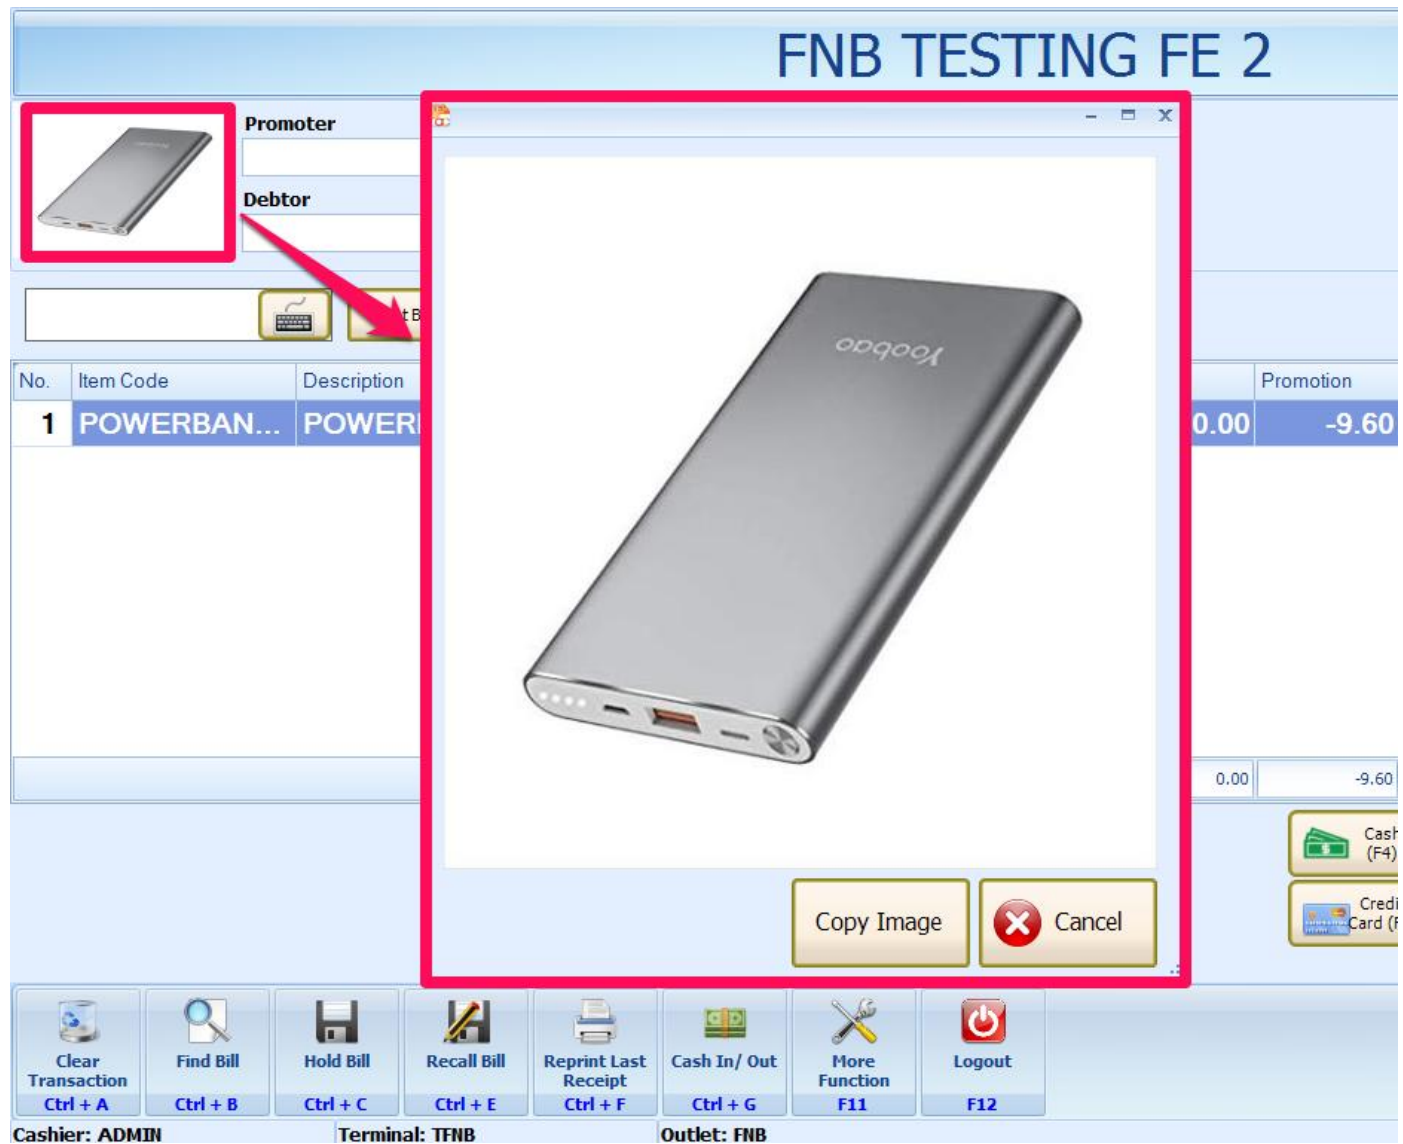 FNB TESTING FE 2
Promoter
Debtor
No. Item Code Description Promotion
1 POWERBAN... 0.00 -9.60
Yoobao
0.00 -9.60
Cash
(F4)
Card
Copy Image Cancel
Clear Transaction
Ctrl + A
Find Bill
Ctrl + B
Hold Bill
Ctrl + C
Recall Bill
Ctrl + E
Reprint Last Receipt
Ctrl + F
Cash In/ Out
Ctrl + G
More Function
F11
Logout
F12
Cashier: ADMIN Terminal: TFNB Outlet: FNB